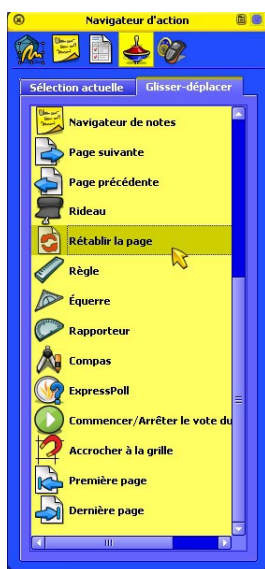 Navigateur d'action
Sélection actuelle
Glisser-déplacer
Navigateur de notes
Page suivante
Page précédente
Rideau
Rétablir la page
Règle
Équerre
Rapporteur
Compas
ExpressPoll
Commencer/Arrêter le vote du
Accrocher à la grille
Première page
Dernière page